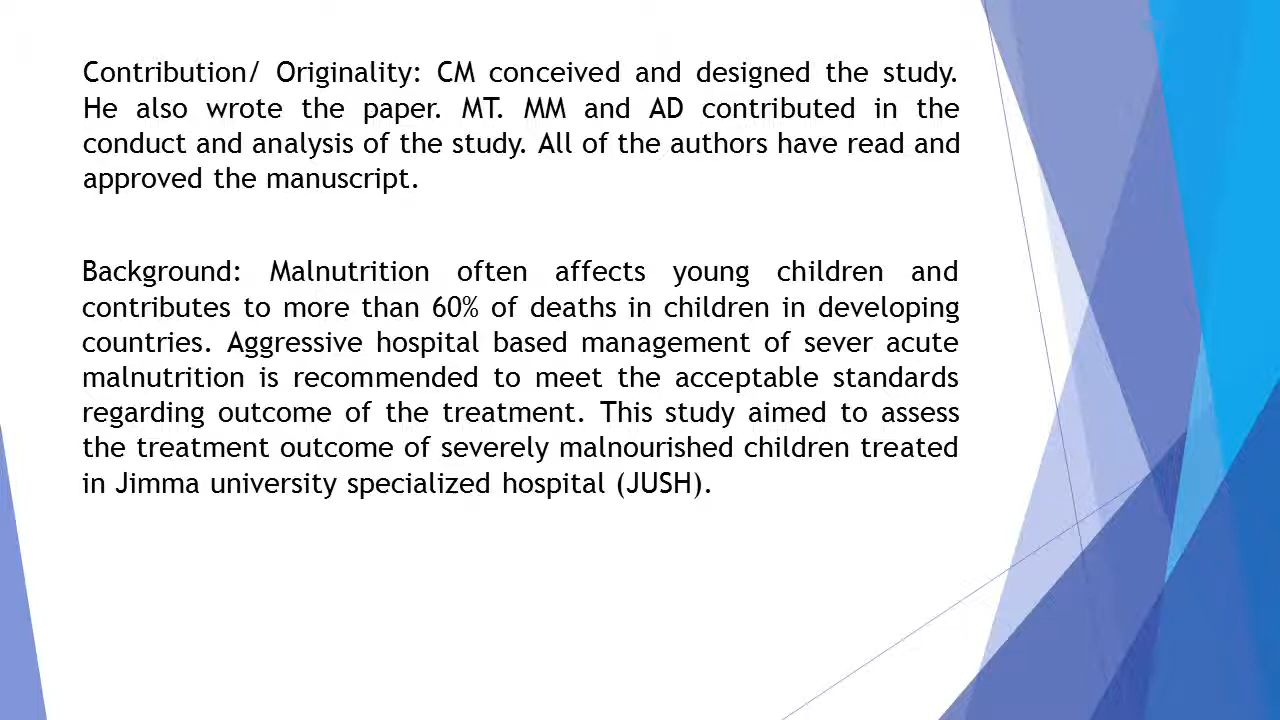 Contribution/ Originality: CM conceived and designed the study.
He also wrote the paper. MT. MM and AD contributed in the
conduct and analysis of the study. All of the authors have read and
approved the manuscript.
Background: Malnutrition often affects young children and
contributes to more than 60% of deaths in children in developing
countries. Aggressive hospital based management of sever acute
malnutrition is recommended to meet the acceptable standards
regarding outcome of the treatment. This study aimed to assess
the treatment outcome of severely malnourished children treated
in Jimma university specialized hospital (JUSH).